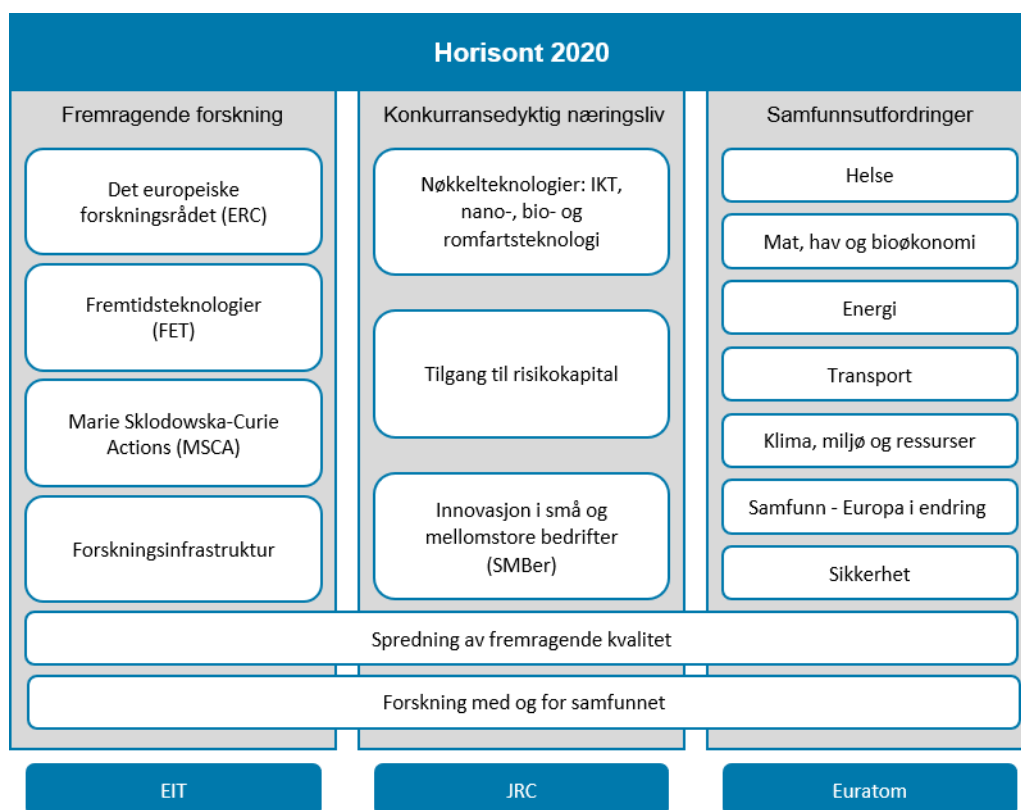 Horisont 2020
Fremragende forskning
Det europeiske
forskningsrådet (ERC)
Fremtidsteknologier
(FET)
Marie Sklodowska-Curie
Actions (MSCA)
Forskningsinfrastruktur
Konkurransedyktig næringsliv
Nøkkelteknologier: IKT,
nano-, bio- og
romfartsteknologi
Tilgang til risikokapital
Innovasjon i små og
mellomstore bedrifter
(SMBer)
Samfunnsutfordringer
Helse
Mat, hav og bioøkonomi
Energi
Transport
Klima, miljø og ressurser
Samfunn - Europa i endring
Sikkerhet
Spredning av fremragende kvalitet
Forskning med og for samfunnet
EIT
JRC
Euratom